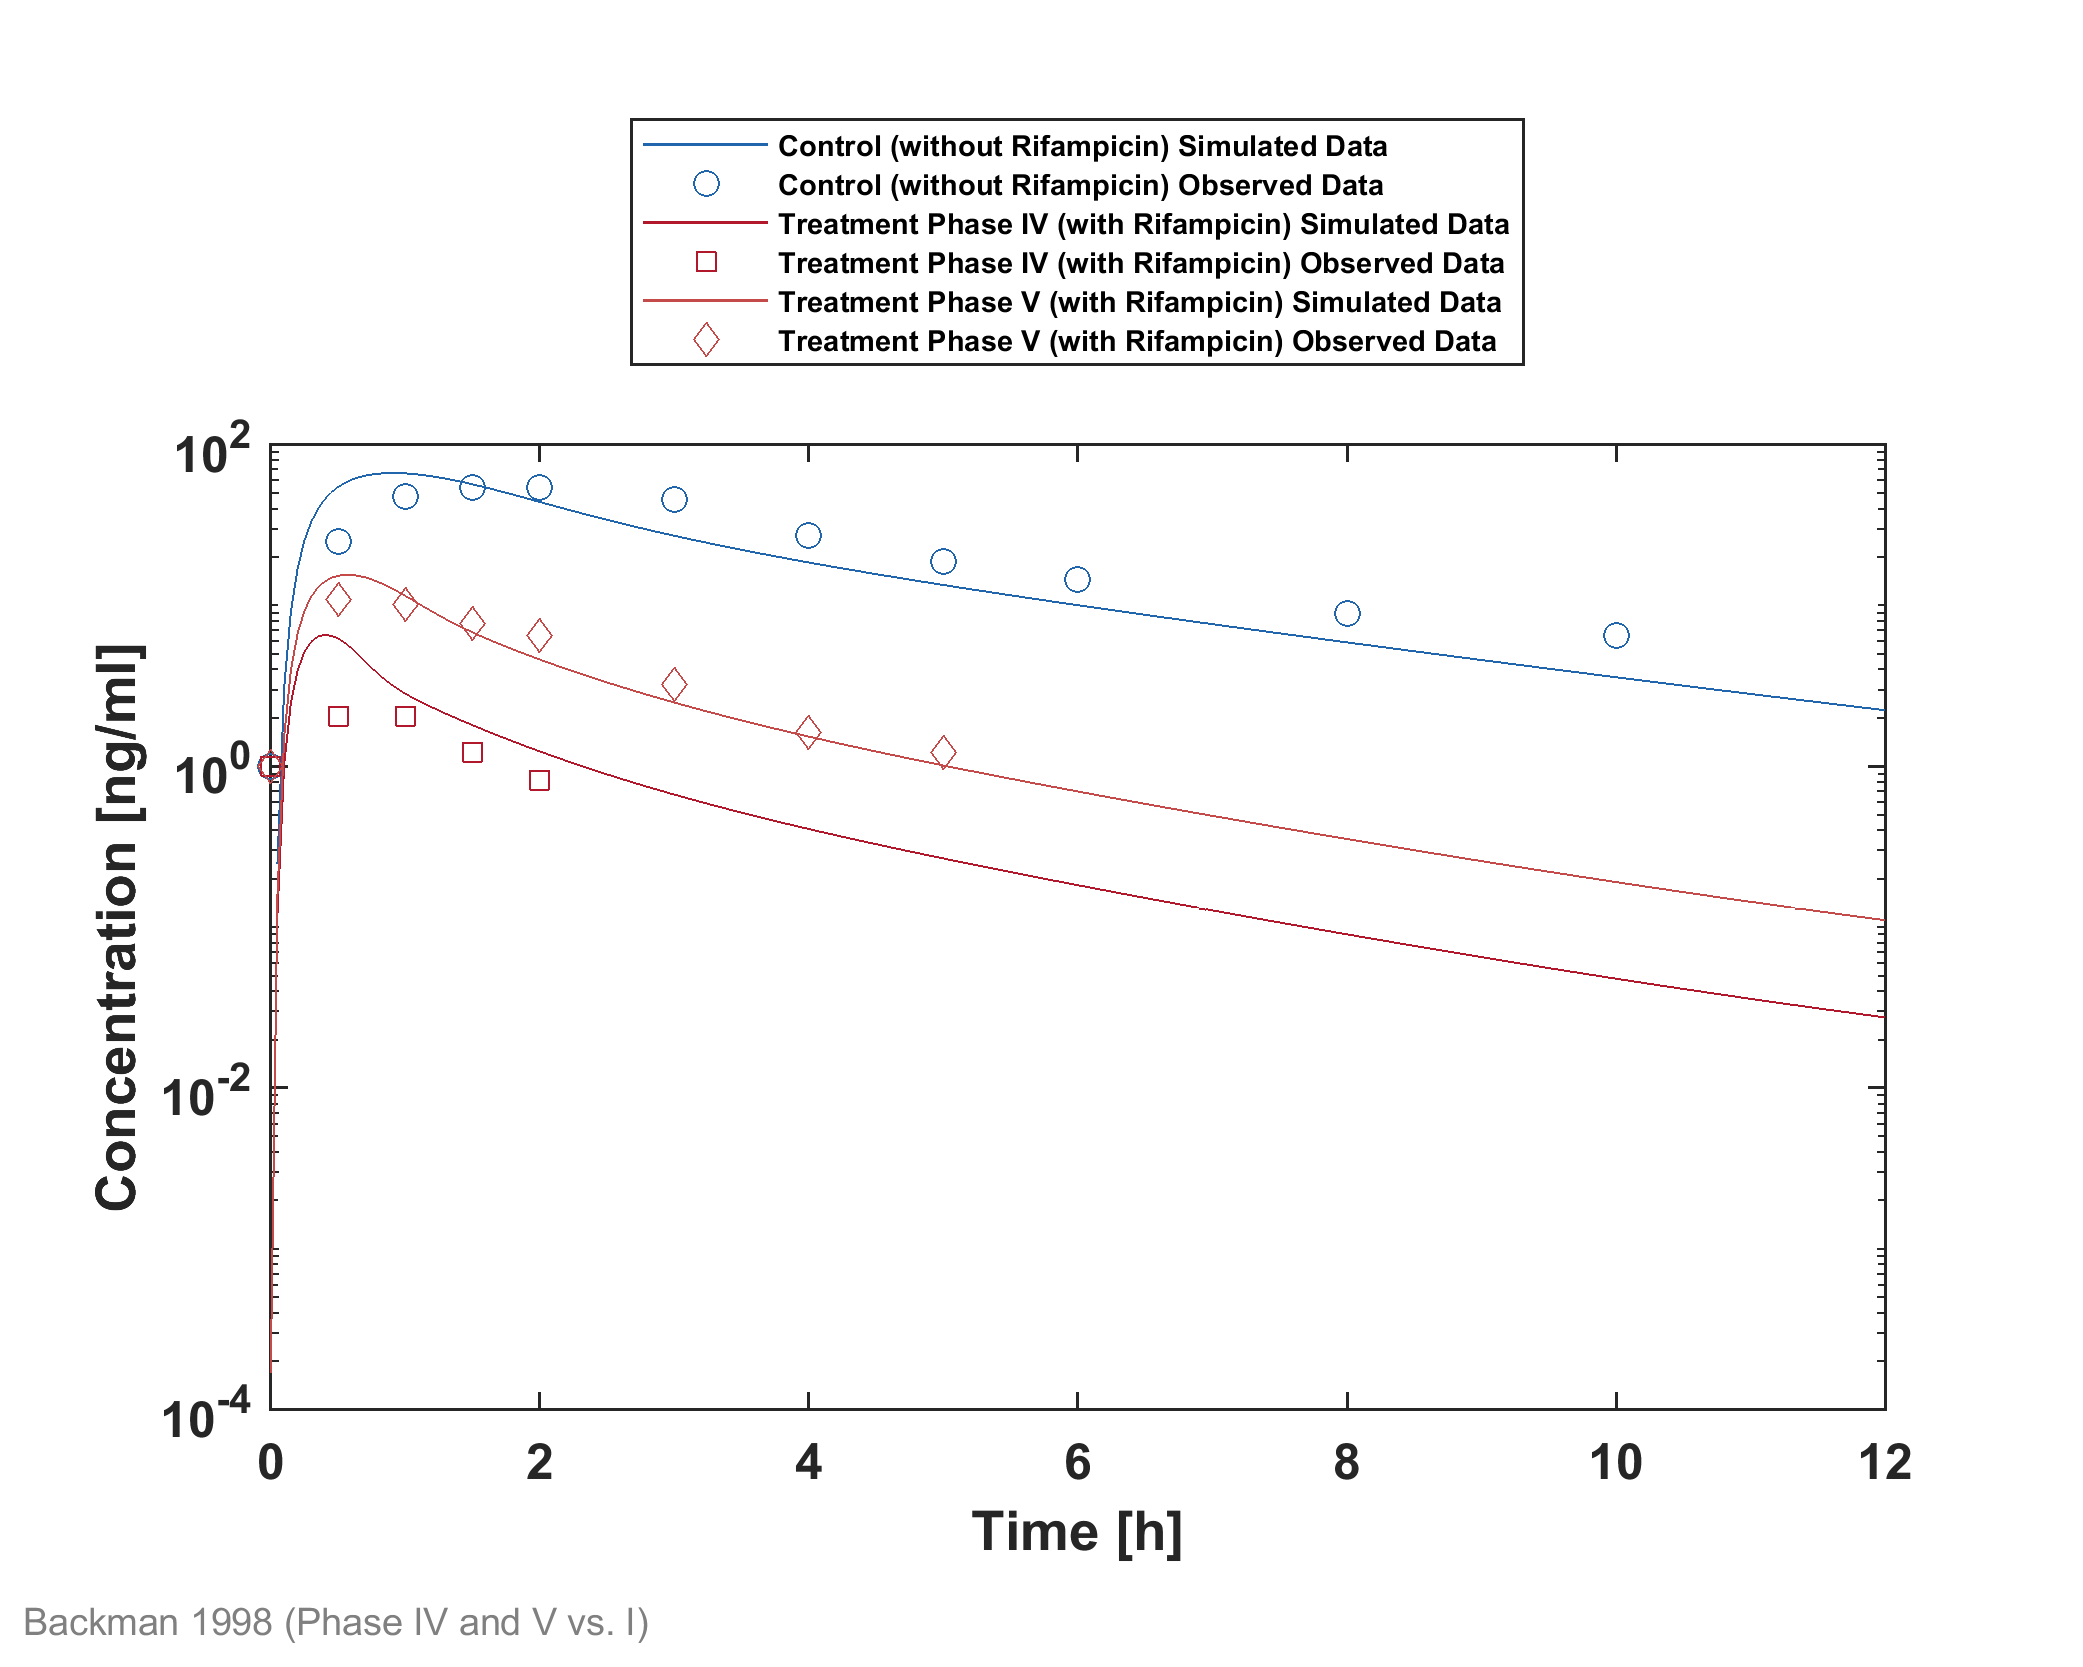 Control (without Rifampicin) Simulated Data
Control (without Rifampicin) Observed Data
Treatment Phase IV (with Rifampicin) Simulated Data
Treatment Phase IV (with Rifampicin) Observed Data
Treatment Phase V (with Rifampicin) Simulated Data
Treatment Phase V (with Rifampicin) Observed Data
10^2
10^0
10^-2
10^-4
Concentration [ng/ml]
0 2 4 6 8 10 12
Time [h]
Backman 1998 (Phase IV and V vs. I)